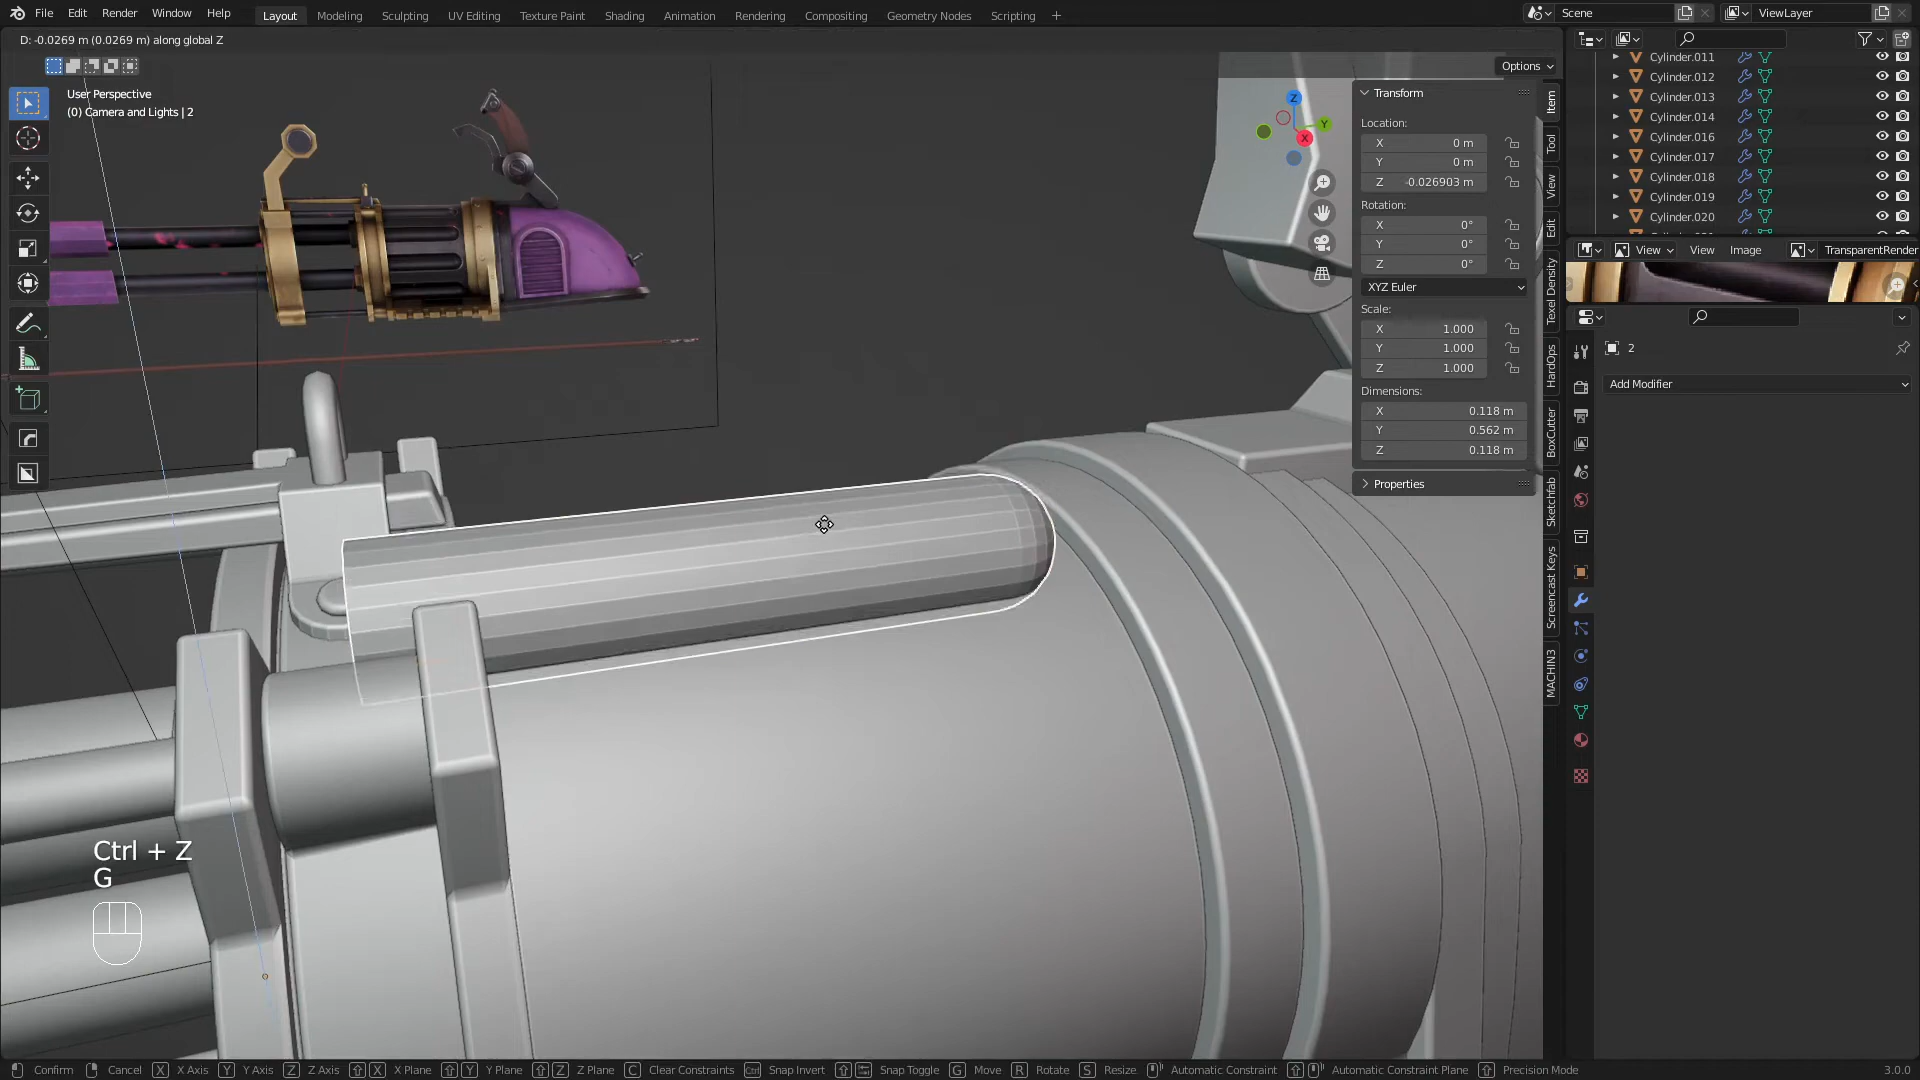 File Edit Render Window Help
Layout Modeling Sculpting UV Editing Texture Paint Shading Animation Rendering Compositing Geometry Nodes Scripting +
Scene
ViewLayer
D: -0.0269 m (0.0269 m) along global Z
Options
User Perspective
(0) Camera and Lights | 2
Z
Y
X
Transform
Location:
X 0 m
Y 0 m
Z -0.026903 m
Rotation:
X 0°
Y 0°
Z 0°
XYZ Euler
Scale:
X 1.000
Y 1.000
Z 1.000
Dimensions:
X 0.118 m
Y 0.562 m
Z 0.118 m
Properties
Item
Tool
View
Edit
Texel Density
HardOps
BoxCutter
Sketchfab
Screencast Keys
MACHIN3
Cylinder.011
Cylinder.012
Cylinder.013
Cylinder.014
Cylinder.016
Cylinder.017
Cylinder.018
Cylinder.019
Cylinder.020
View View Image TransparentRender
2
Add Modifier
Ctrl + Z
G
Confirm Cancel X X Axis Y Y Axis Z Z Axis X X Plane Y Y Plane Z Z Plane C Clear Constraints Ctrl Snap Invert Snap Toggle G Move R Rotate S Resize Automatic Constraint Automatic Constraint Plane Precision Mode 3.0.0